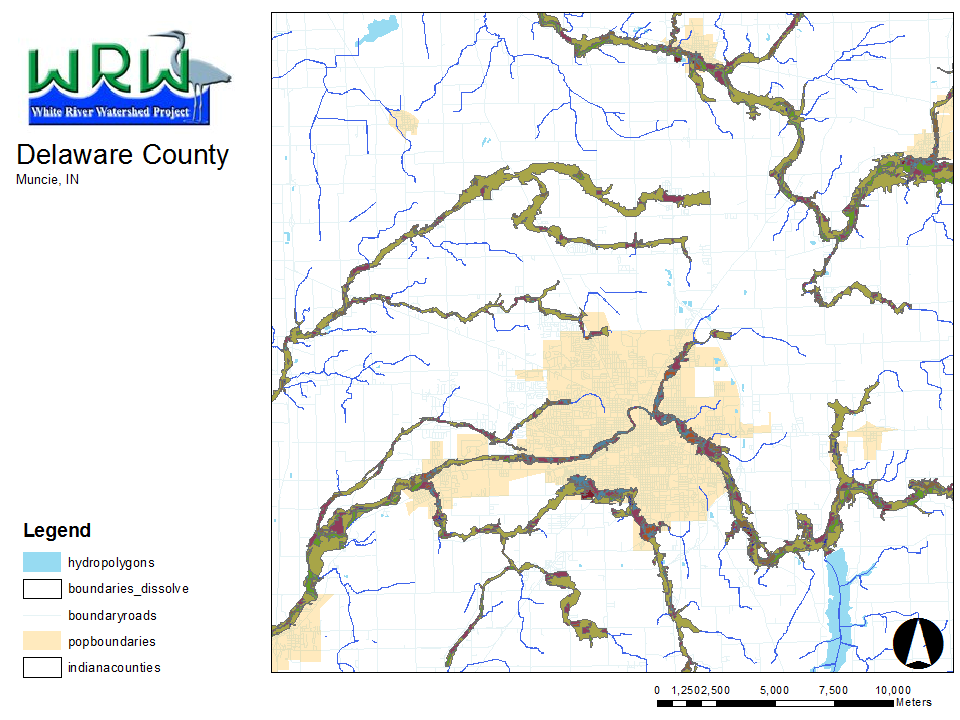 WRW
White River Watershed Project
Delaware County
Muncie, IN
Legend
hydropolygons
boundaries_dissolve
boundaryroads
popboundaries
indianacounties
0 1,250 2,500 5,000 7,500 10,000
Meters